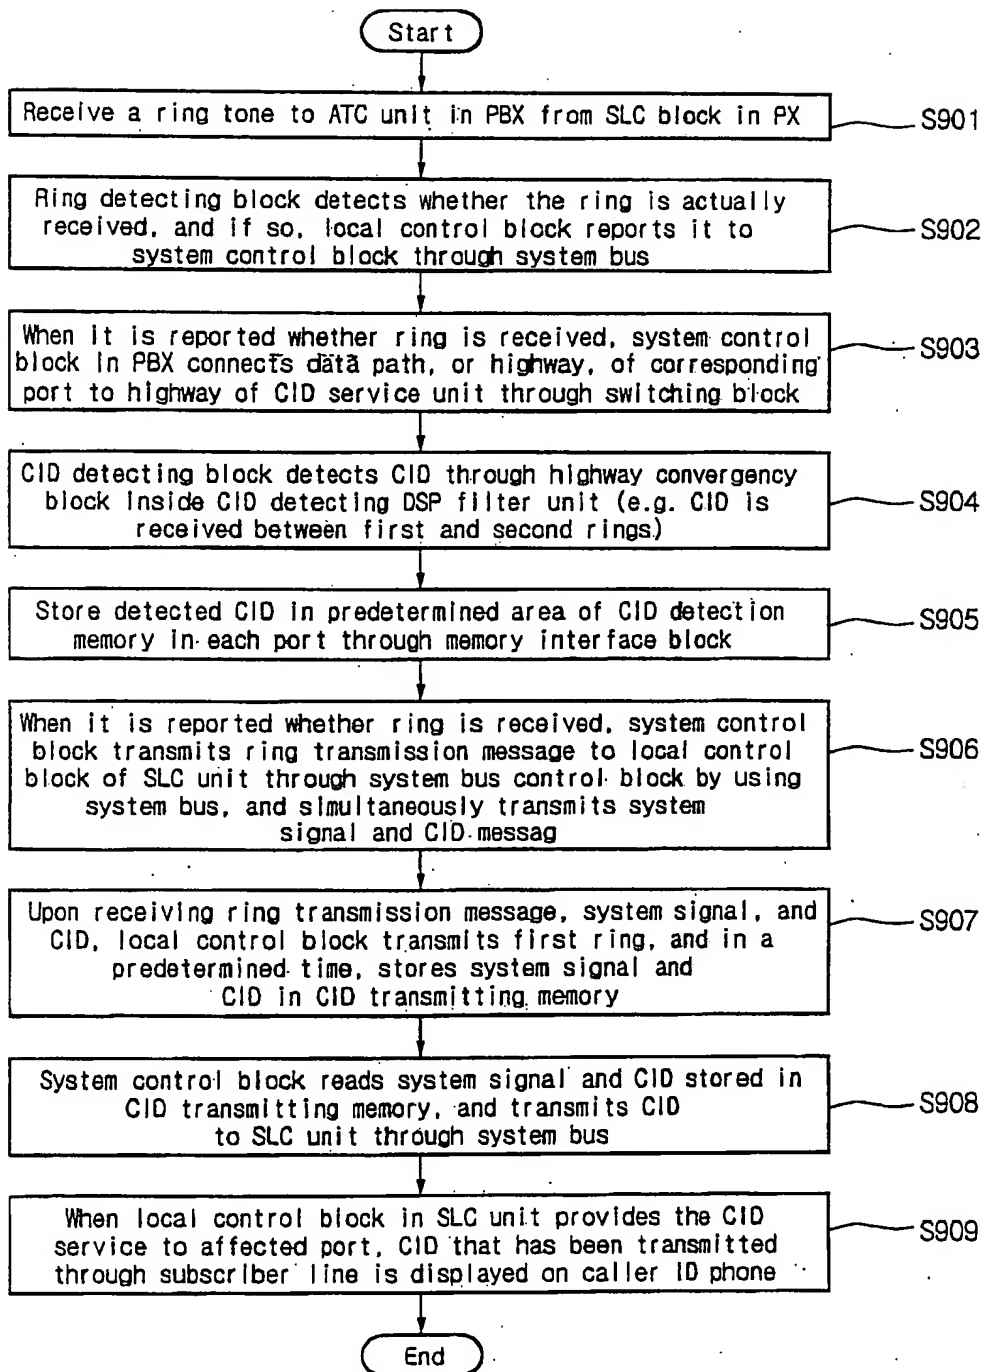 Start
Receive a ring tone to ATC unit in PBX from SLC block in PX
S901
Ring detecting block detects whether the ring is actually
received, and if so, local control block reports it to
system control block through system bus
S902
When it is reported whether ring is received, system control
block in PBX connects data path, or highway, of corresponding
port to highway of CID service unit through switching block
S903
CID detecting block detects CID through highway convergency
block inside CID detecting DSP filter unit (e.g. CID is
received between first and second rings)
S904
Store detected CID in predetermined area of CID detection
memory in each port through memory interface block
S905
When it is reported whether ring is received, system control
block transmits ring transmission message to local control
block of SLC unit through system bus control block by using
system bus, and simultaneously transmits system
signal and CID messag
S906
Upon receiving ring transmission message, system signal, and
CID, local control block transmits first ring, and in a
predetermined time, stores system signal and
CID in CID transmitting memory
S907
System control block reads system signal and CID stored in
CID transmitting memory, and transmits CID
to SLC unit through system bus
S908
When local control block in SLC unit provides the CID
service to affected port, CID that has been transmitted
through subscriber line is displayed on caller ID phone
S909
End